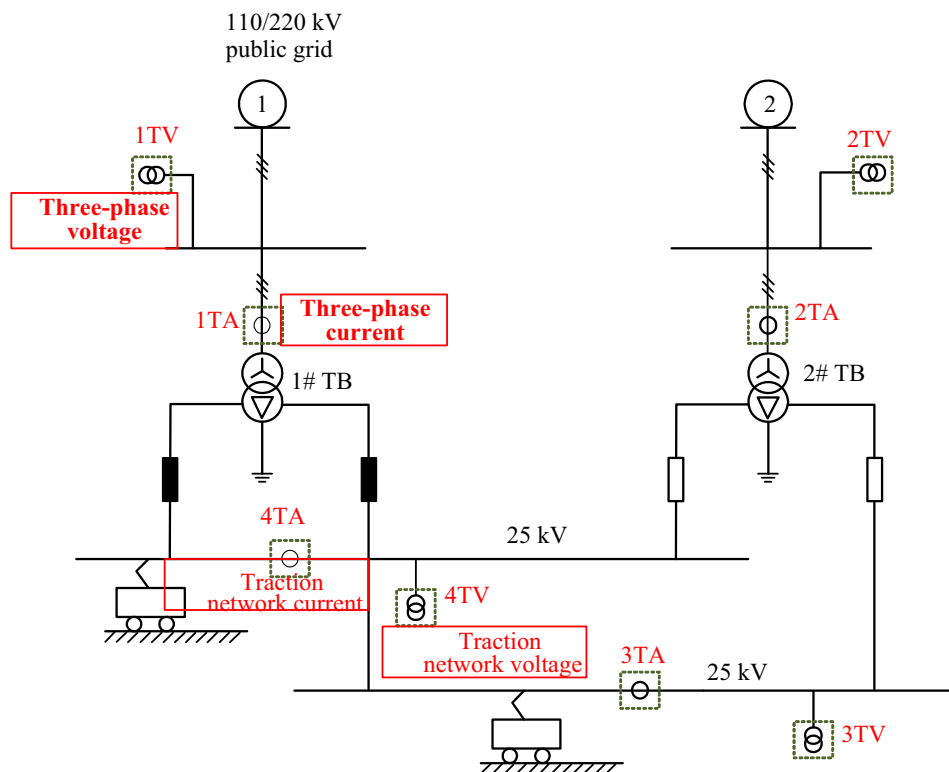 110/220 kV
public grid
1
2
1TV
2TV
Three-phase
voltage
1TA
Three-phase
current
2TA
1# TB
2# TB
4TA
25 kV
Traction
network current
4TV
Traction
network voltage
3TA
25 kV
3TV